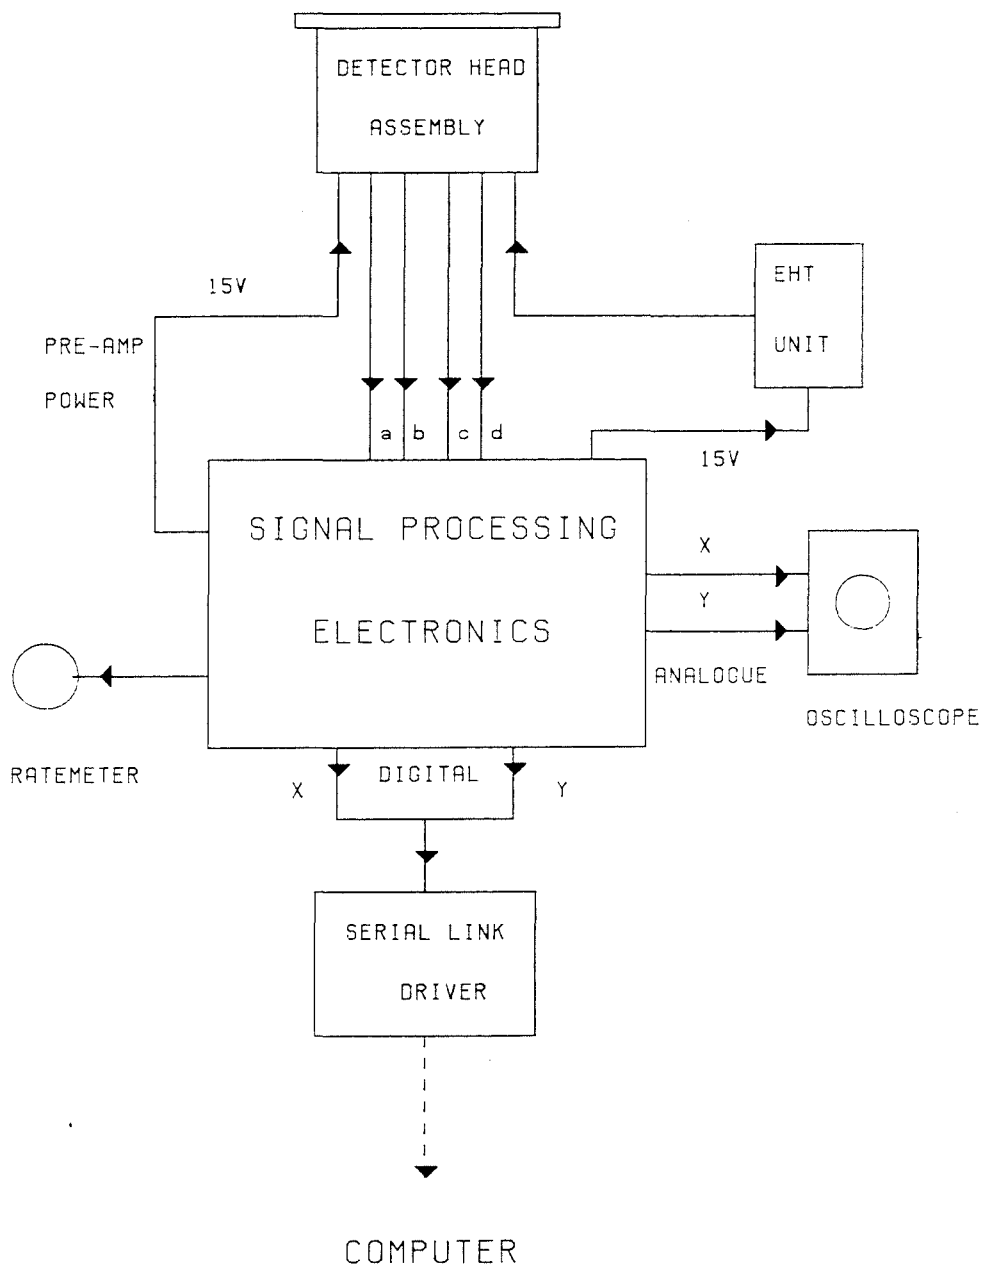 DETECTOR HEAD
ASSEMBLY
15V
EHT
UNIT
PRE-AMP
POWER
a b c d
15V
SIGNAL PROCESSING
ELECTRONICS
X
Y
ANALOGUE
OSCILLOSCOPE
RATEMETER
X
DIGITAL
Y
SERIAL LINK
DRIVER
COMPUTER